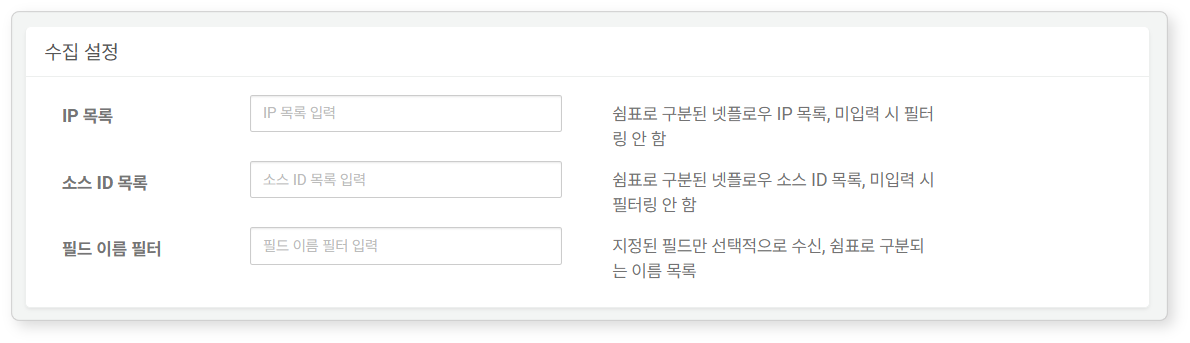 수집 설정
IP 목록
IP 목록 입력
쉼표로 구분된 넷플로우 IP 목록, 미입력 시 필터
링 안 함
소스 ID 목록
소스 ID 목록 입력
쉼표로 구분된 넷플로우 소스 ID 목록, 미입력 시
필터링 안 함
필드 이름 필터
필드 이름 필터 입력
지정된 필드만 선택적으로 수신, 쉼표로 구분되
는 이름 목록